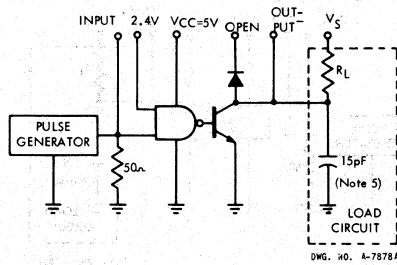 INPUT 2.4V VCC=5V OPEN OUT-
PUT VS
RL
PULSE
GENERATOR
50Ω
15pF
(Note 5)
LOAD
CIRCUIT
DWG. NO. A-7878A